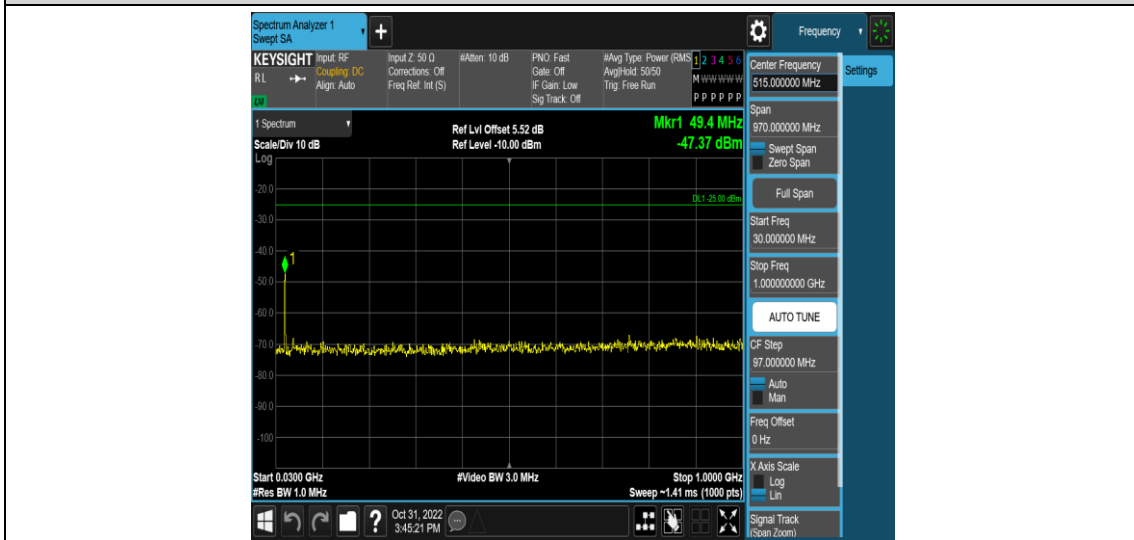 Spectrum Analyzer 1
Swept SA
+
Frequency
KEYSIGHT
RL
LXI
Input: RF
Coupling: DC
Align: Auto
Input Z: 50 Ω
Corrections: Off
Freq Ref: Int (S)
#Atten: 10 dB
PNO: Fast
Gate: Off
IF Gain: Low
Sig Track: Off
#Avg Type: Power (RMS
Avg|Hold: 50/50
Trig: Free Run
1 2 3 4 5 6
M W W W W W
P P P P P P
1 Spectrum
Scale/Div 10 dB
Log
Ref Lvl Offset 5.52 dB
Ref Level -10.00 dBm
Mkr1 49.4 MHz
-47.37 dBm
DL1 -25.00 dBm
1
-20.0
-30.0
-40.0
-50.0
-60.0
-70.0
-80.0
-90.0
-100
Start 0.0300 GHz
#Res BW 1.0 MHz
#Video BW 3.0 MHz
Stop 1.0000 GHz
Sweep ~1.41 ms (1000 pts)
Center Frequency
515.000000 MHz
Settings
Span
970.000000 MHz
Swept Span
Zero Span
Full Span
Start Freq
30.000000 MHz
Stop Freq
1.000000000 GHz
AUTO TUNE
CF Step
97.000000 MHz
Auto
Man
Freq Offset
0 Hz
X Axis Scale
Log
Lin
Signal Track
(Span Zoom)
?
Oct 31, 2022
3:45:21 PM